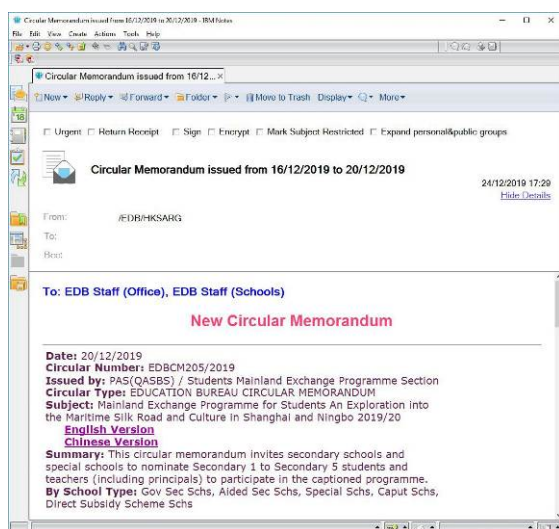 Circular Memorandum issued from 16/12/2019 to 20/12/2019 - IBM Notes
File Edit View Create Actions Tools Help
Circular Memorandum issued from 16/12... ×
New Reply Forward Folder Move to Trash Display More
Urgent Return Receipt Sign Encrypt Mark Subject Restricted Expand personal&public groups
Circular Memorandum issued from 16/12/2019 to 20/12/2019
24/12/2019 17:29
Hide Details
From: /EDB/HKSARG
To:
To: EDB Staff (Office), EDB Staff (Schools)
New Circular Memorandum
Date: 20/12/2019
Circular Number: EDBCM205/2019
Issued by: PAS(QASBS) / Students Mainland Exchange Programme Section
Circular Type: EDUCATION BUREAU CIRCULAR MEMORANDUM
Subject: Mainland Exchange Programme for Students An Exploration into
the Maritime Silk Road and Culture in Shanghai and Ningbo 2019/20
English Version
Chinese Version
Summary: This circular memorandum invites secondary schools and
special schools to nominate Secondary 1 to Secondary 5 students and
teachers (including principals) to participate in the captioned programme.
By School Type: Gov Sec Schs, Aided Sec Schs, Special Schs, Caput Schs,
Direct Subsidy Scheme Schs